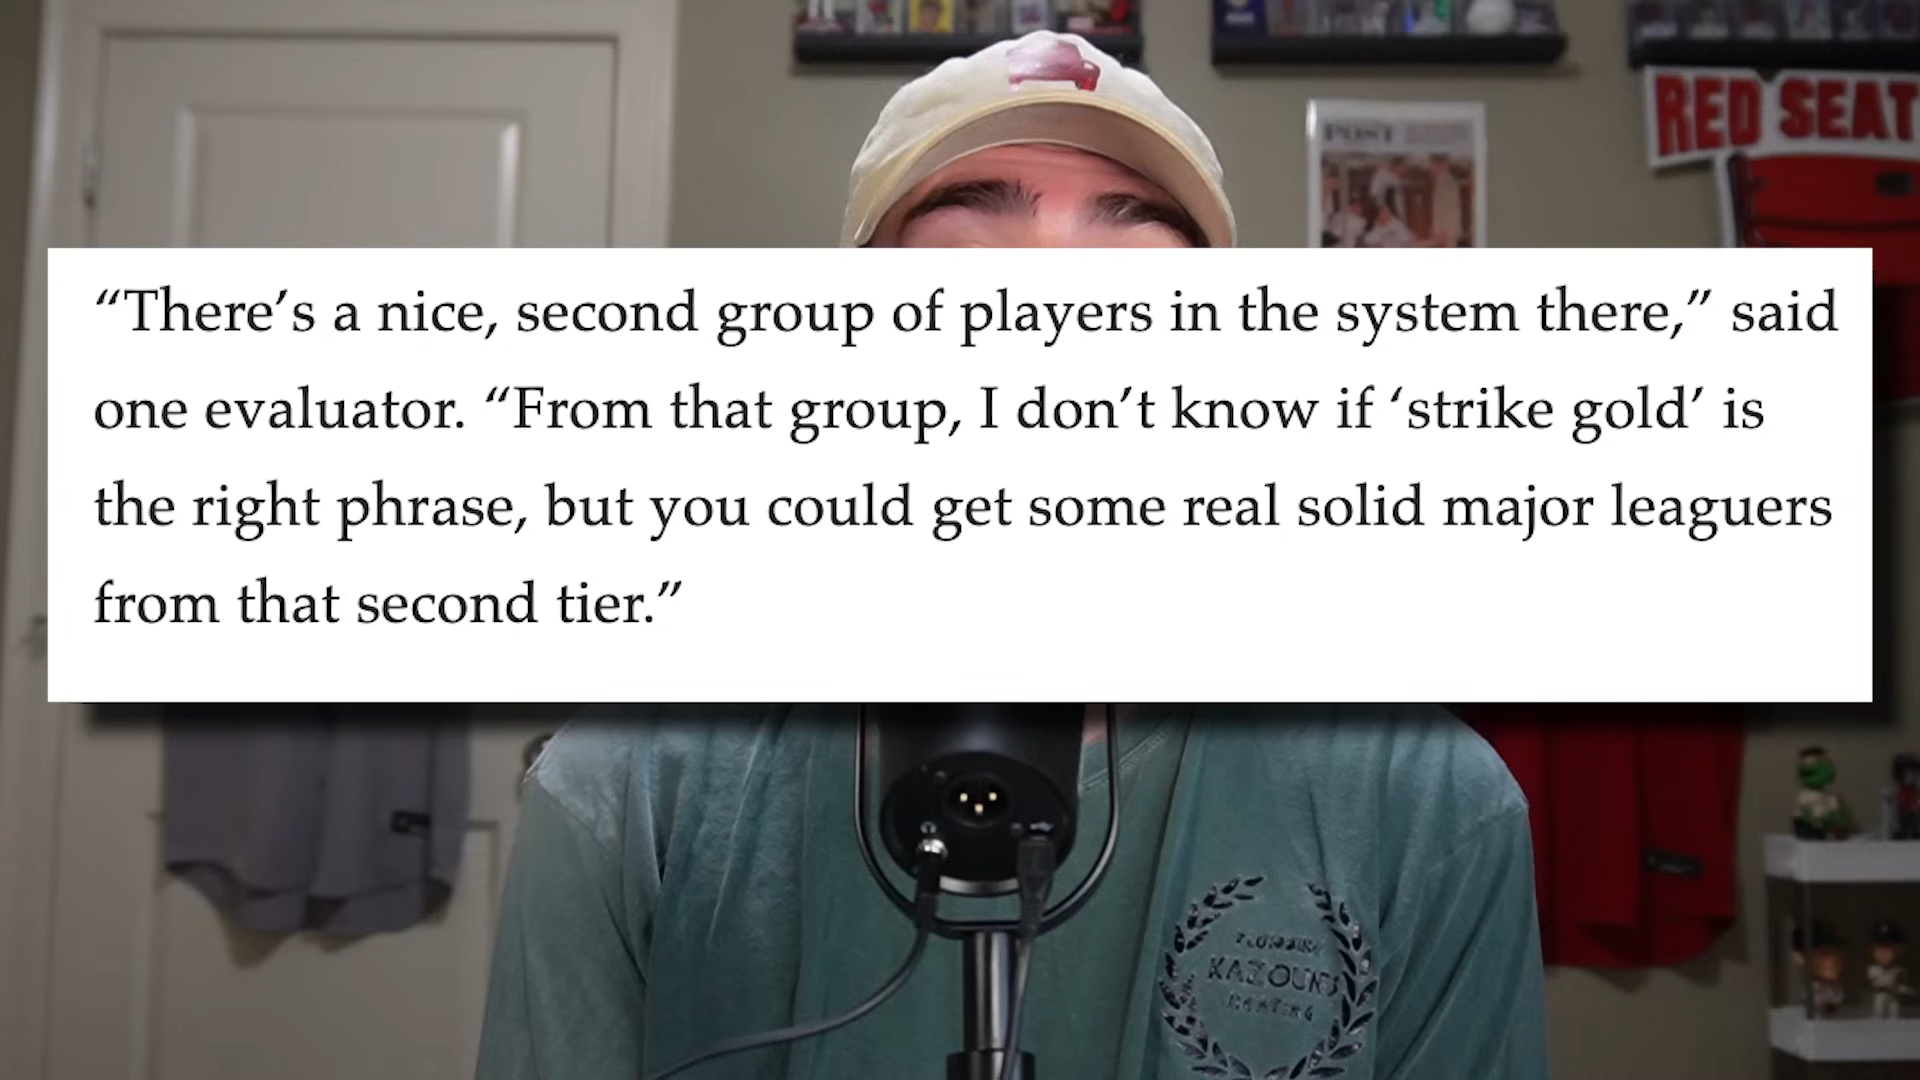 POST
RED SEAT
“There’s a nice, second group of players in the system there,” said
one evaluator. “From that group, I don’t know if ‘strike gold’ is
the right phrase, but you could get some real solid major leaguers
from that second tier.”
KAZOUNIS